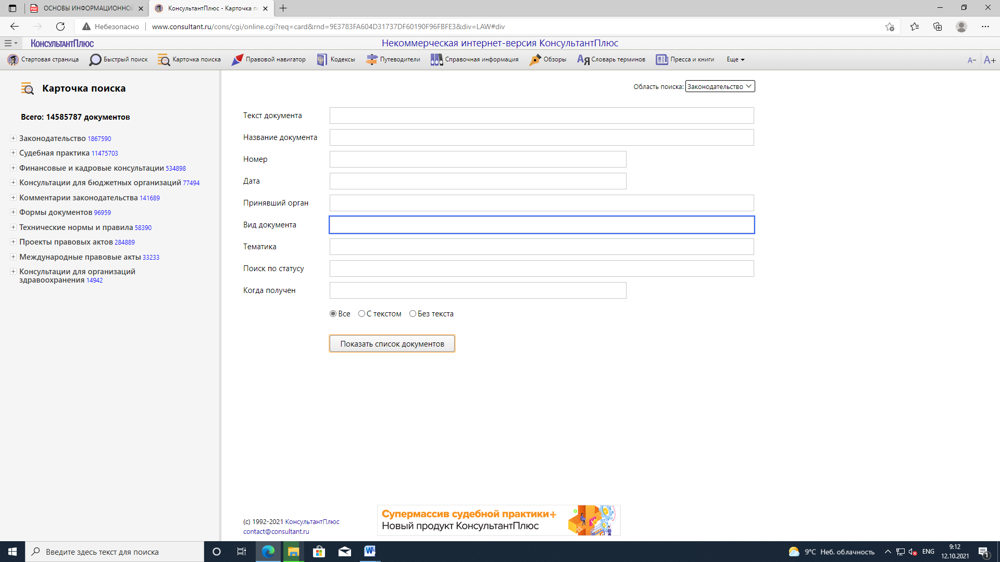 ОСНОВЫ ИНФОРМАЦИОННОЙ
КонсультантПлюс - Карточка п
Небезопасно
www.consultant.ru/cons/cgi/online.cgi?req=card&rnd=9E3783FA604D31737DF60190F96FBFE3&div=LAW#div
КонсультантПлюс
Некоммерческая интернет-версия КонсультантПлюс
Стартовая страница Быстрый поиск Карточка поиска Правовой навигатор Кодексы Путеводители Справочная информация Обзоры Словарь терминов Пресса и книги Еще А− А+
Карточка поиска
Всего: 14585787 документов
Законодательство 1867590
Судебная практика 11475703
Финансовые и кадровые консультации 534898
Консультации для бюджетных организаций 77494
Комментарии законодательства 141689
Формы документов 96959
Технические нормы и правила 58390
Проекты правовых актов 284889
Международные правовые акты 33233
Консультации для организаций
здравоохранения 14942
Область поиска: Законодательство
Текст документа
Название документа
Номер
Дата
Принявший орган
Вид документа
Тематика
Поиск по статусу
Когда получен
Все С текстом Без текста
Показать список документов
(c) 1992-2021 КонсультантПлюс
contact@consultant.ru
Супермассив судебной практики+
Новый продукт КонсультантПлюс
Введите здесь текст для поиска
9°C Неб. облачность
ENG
9:12
12.10.2021
1